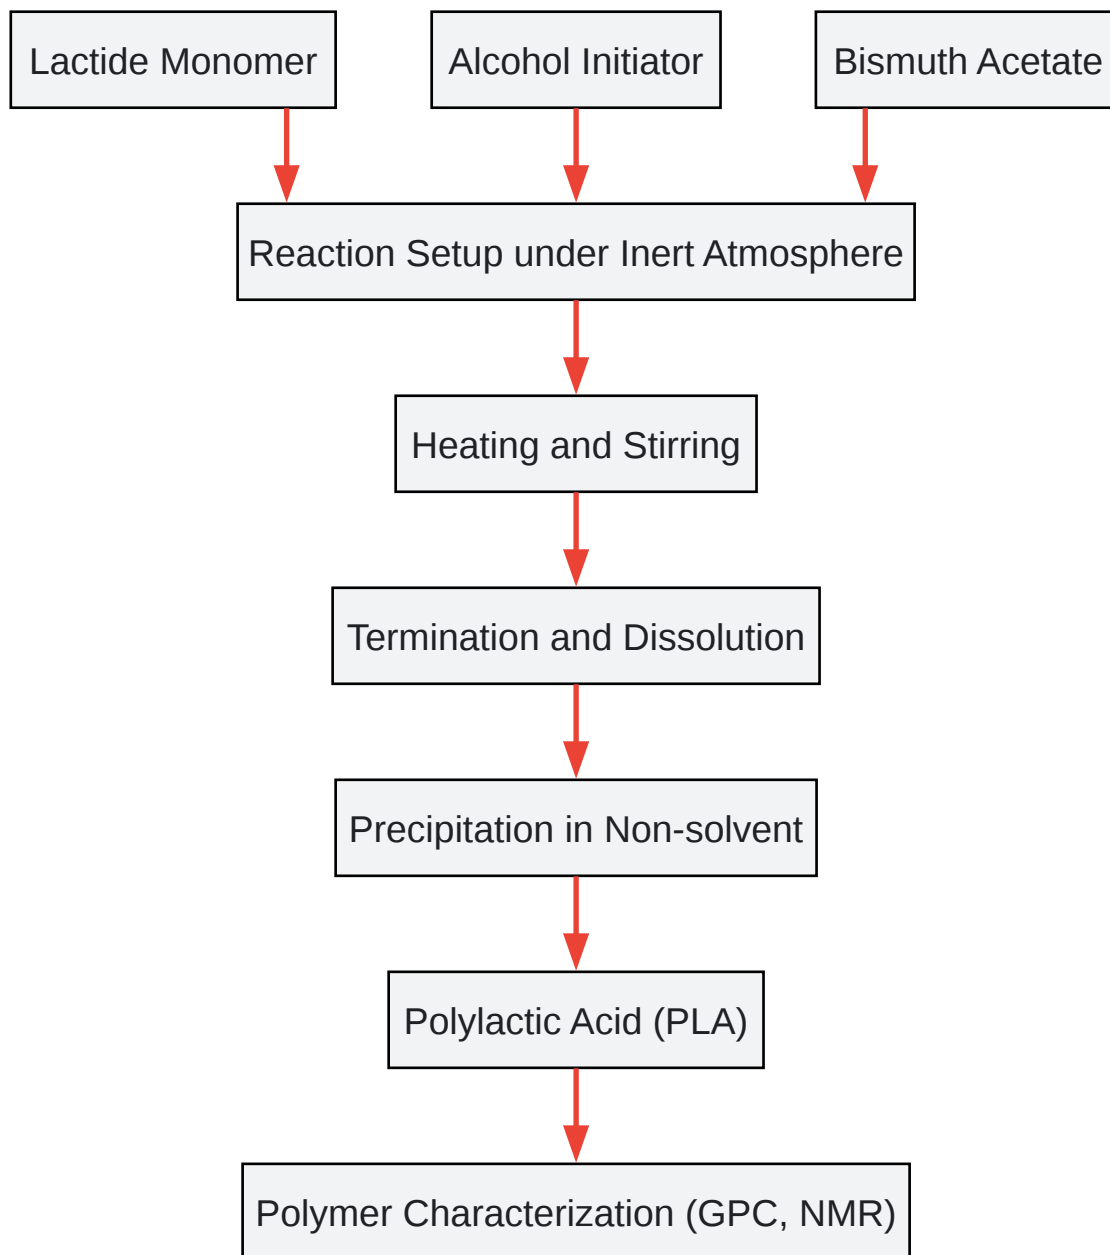 Lactide Monomer
Alcohol Initiator
Bismuth Acetate
Reaction Setup under Inert Atmosphere
Heating and Stirring
Termination and Dissolution
Precipitation in Non-solvent
Polylactic Acid (PLA)
Polymer Characterization (GPC, NMR)